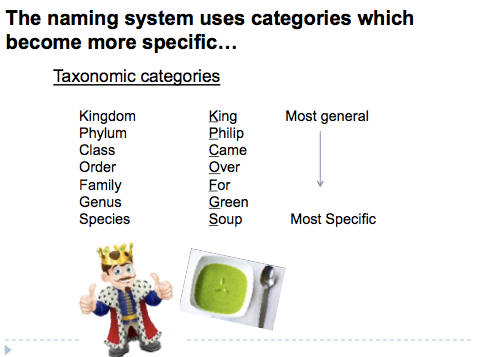 The naming system uses categories which
become more specific…
Taxonomic categories
Kingdom King Most general
Phylum Philip
Class Came
Order Over
Family For
Genus Green
Species Soup Most Specific